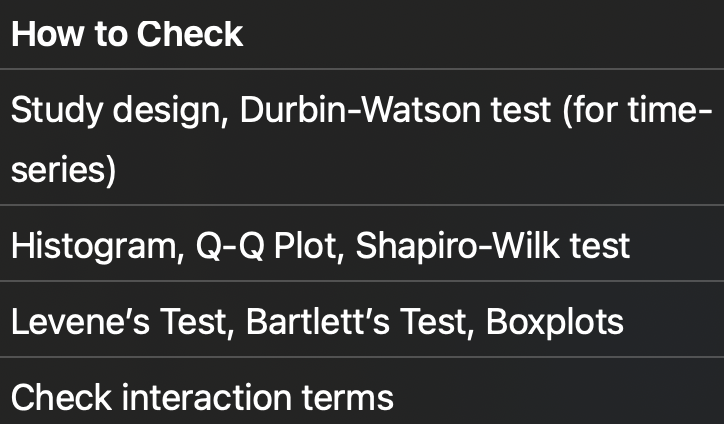 How to Check
Study design, Durbin-Watson test (for time-
series)
Histogram, Q-Q Plot, Shapiro-Wilk test
Levene’s Test, Bartlett’s Test, Boxplots
Check interaction terms